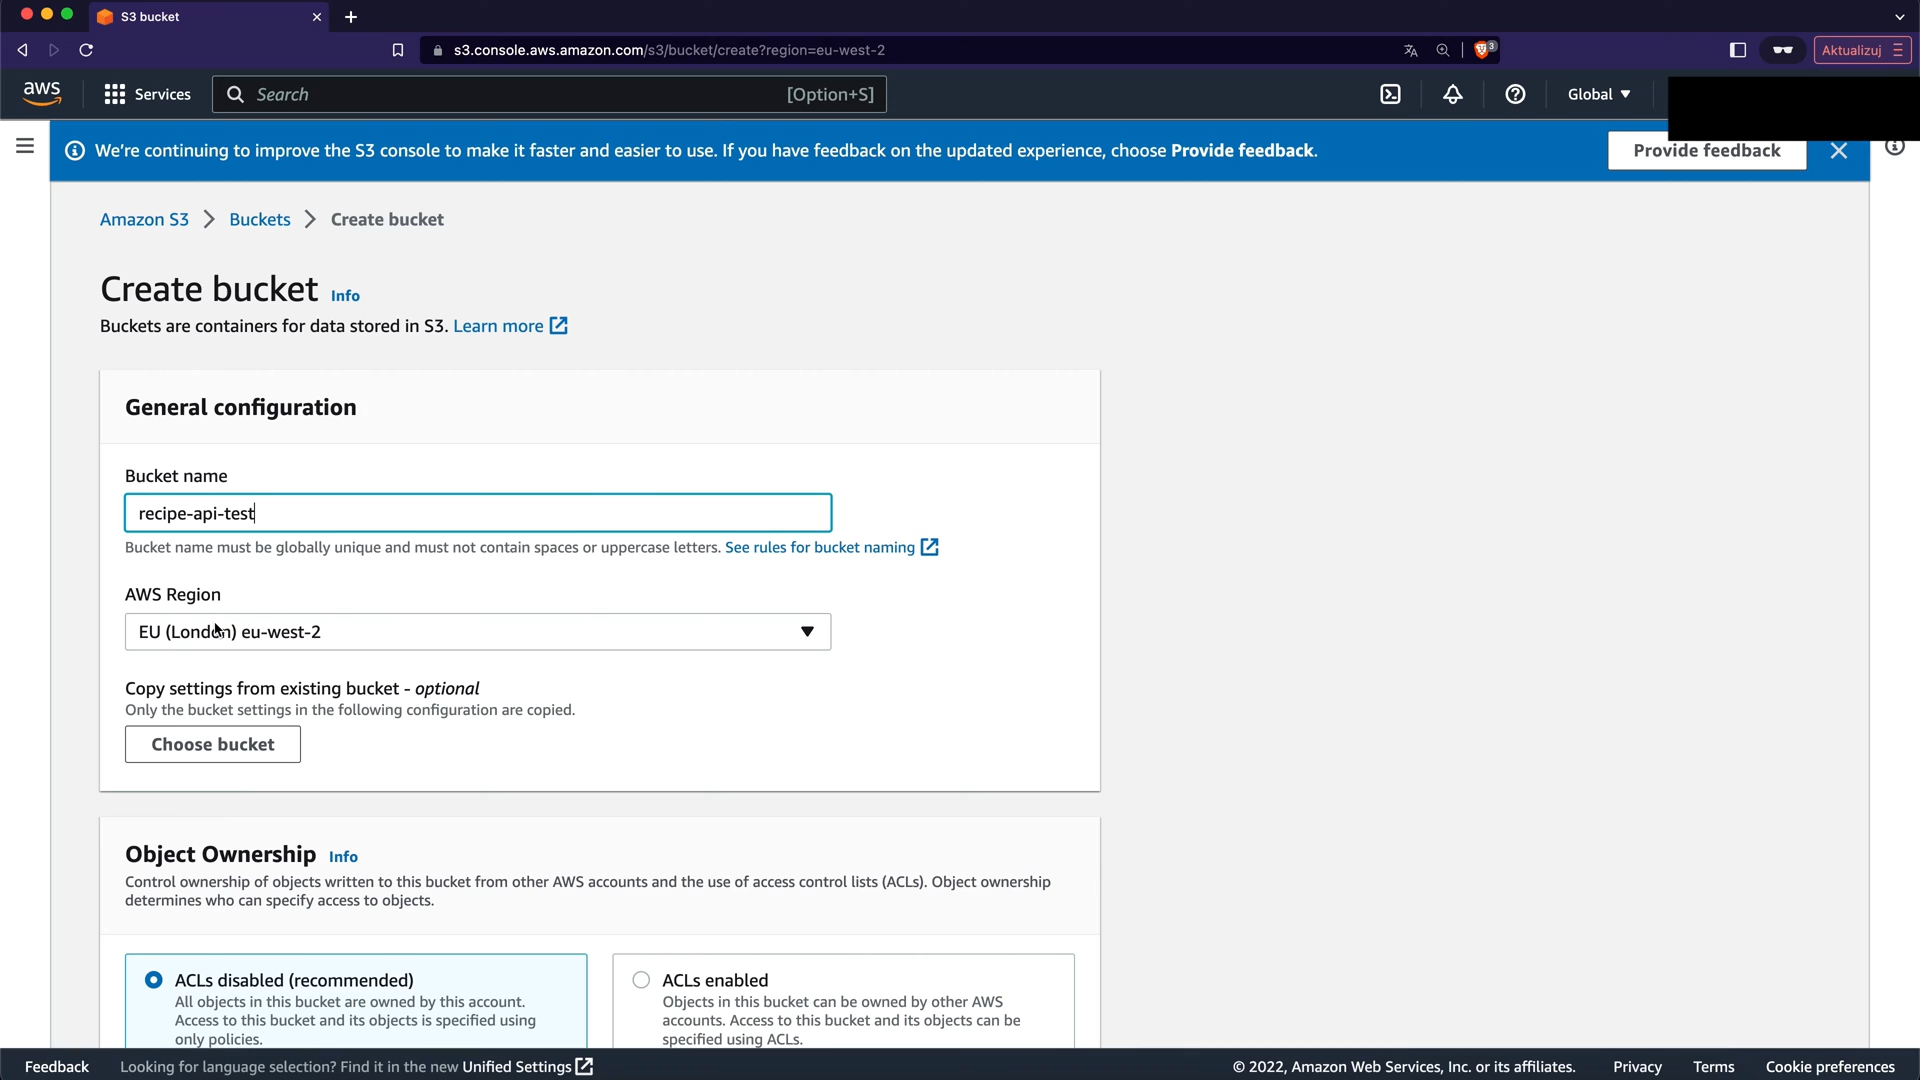 S3 bucket
s3.console.aws.amazon.com/s3/bucket/create?region=eu-west-2
3
Aktualizuj
aws
Services
Search
[Option+S]
Global
We're continuing to improve the S3 console to make it faster and easier to use. If you have feedback on the updated experience, choose Provide feedback.
Provide feedback
Amazon S3 > Buckets > Create bucket
Create bucket Info
Buckets are containers for data stored in S3. Learn more
General configuration
Bucket name
recipe-api-test
Bucket name must be globally unique and must not contain spaces or uppercase letters. See rules for bucket naming
AWS Region
EU (London) eu-west-2
Copy settings from existing bucket - optional
Only the bucket settings in the following configuration are copied.
Choose bucket
Object Ownership Info
Control ownership of objects written to this bucket from other AWS accounts and the use of access control lists (ACLs). Object ownership
determines who can specify access to objects.
ACLs disabled (recommended)
All objects in this bucket are owned by this account.
Access to this bucket and its objects is specified using
only policies.
ACLs enabled
Objects in this bucket can be owned by other AWS
accounts. Access to this bucket and its objects can be
specified using ACLs.
Feedback
Looking for language selection? Find it in the new Unified Settings
© 2022, Amazon Web Services, Inc. or its affiliates.
Privacy
Terms
Cookie preferences